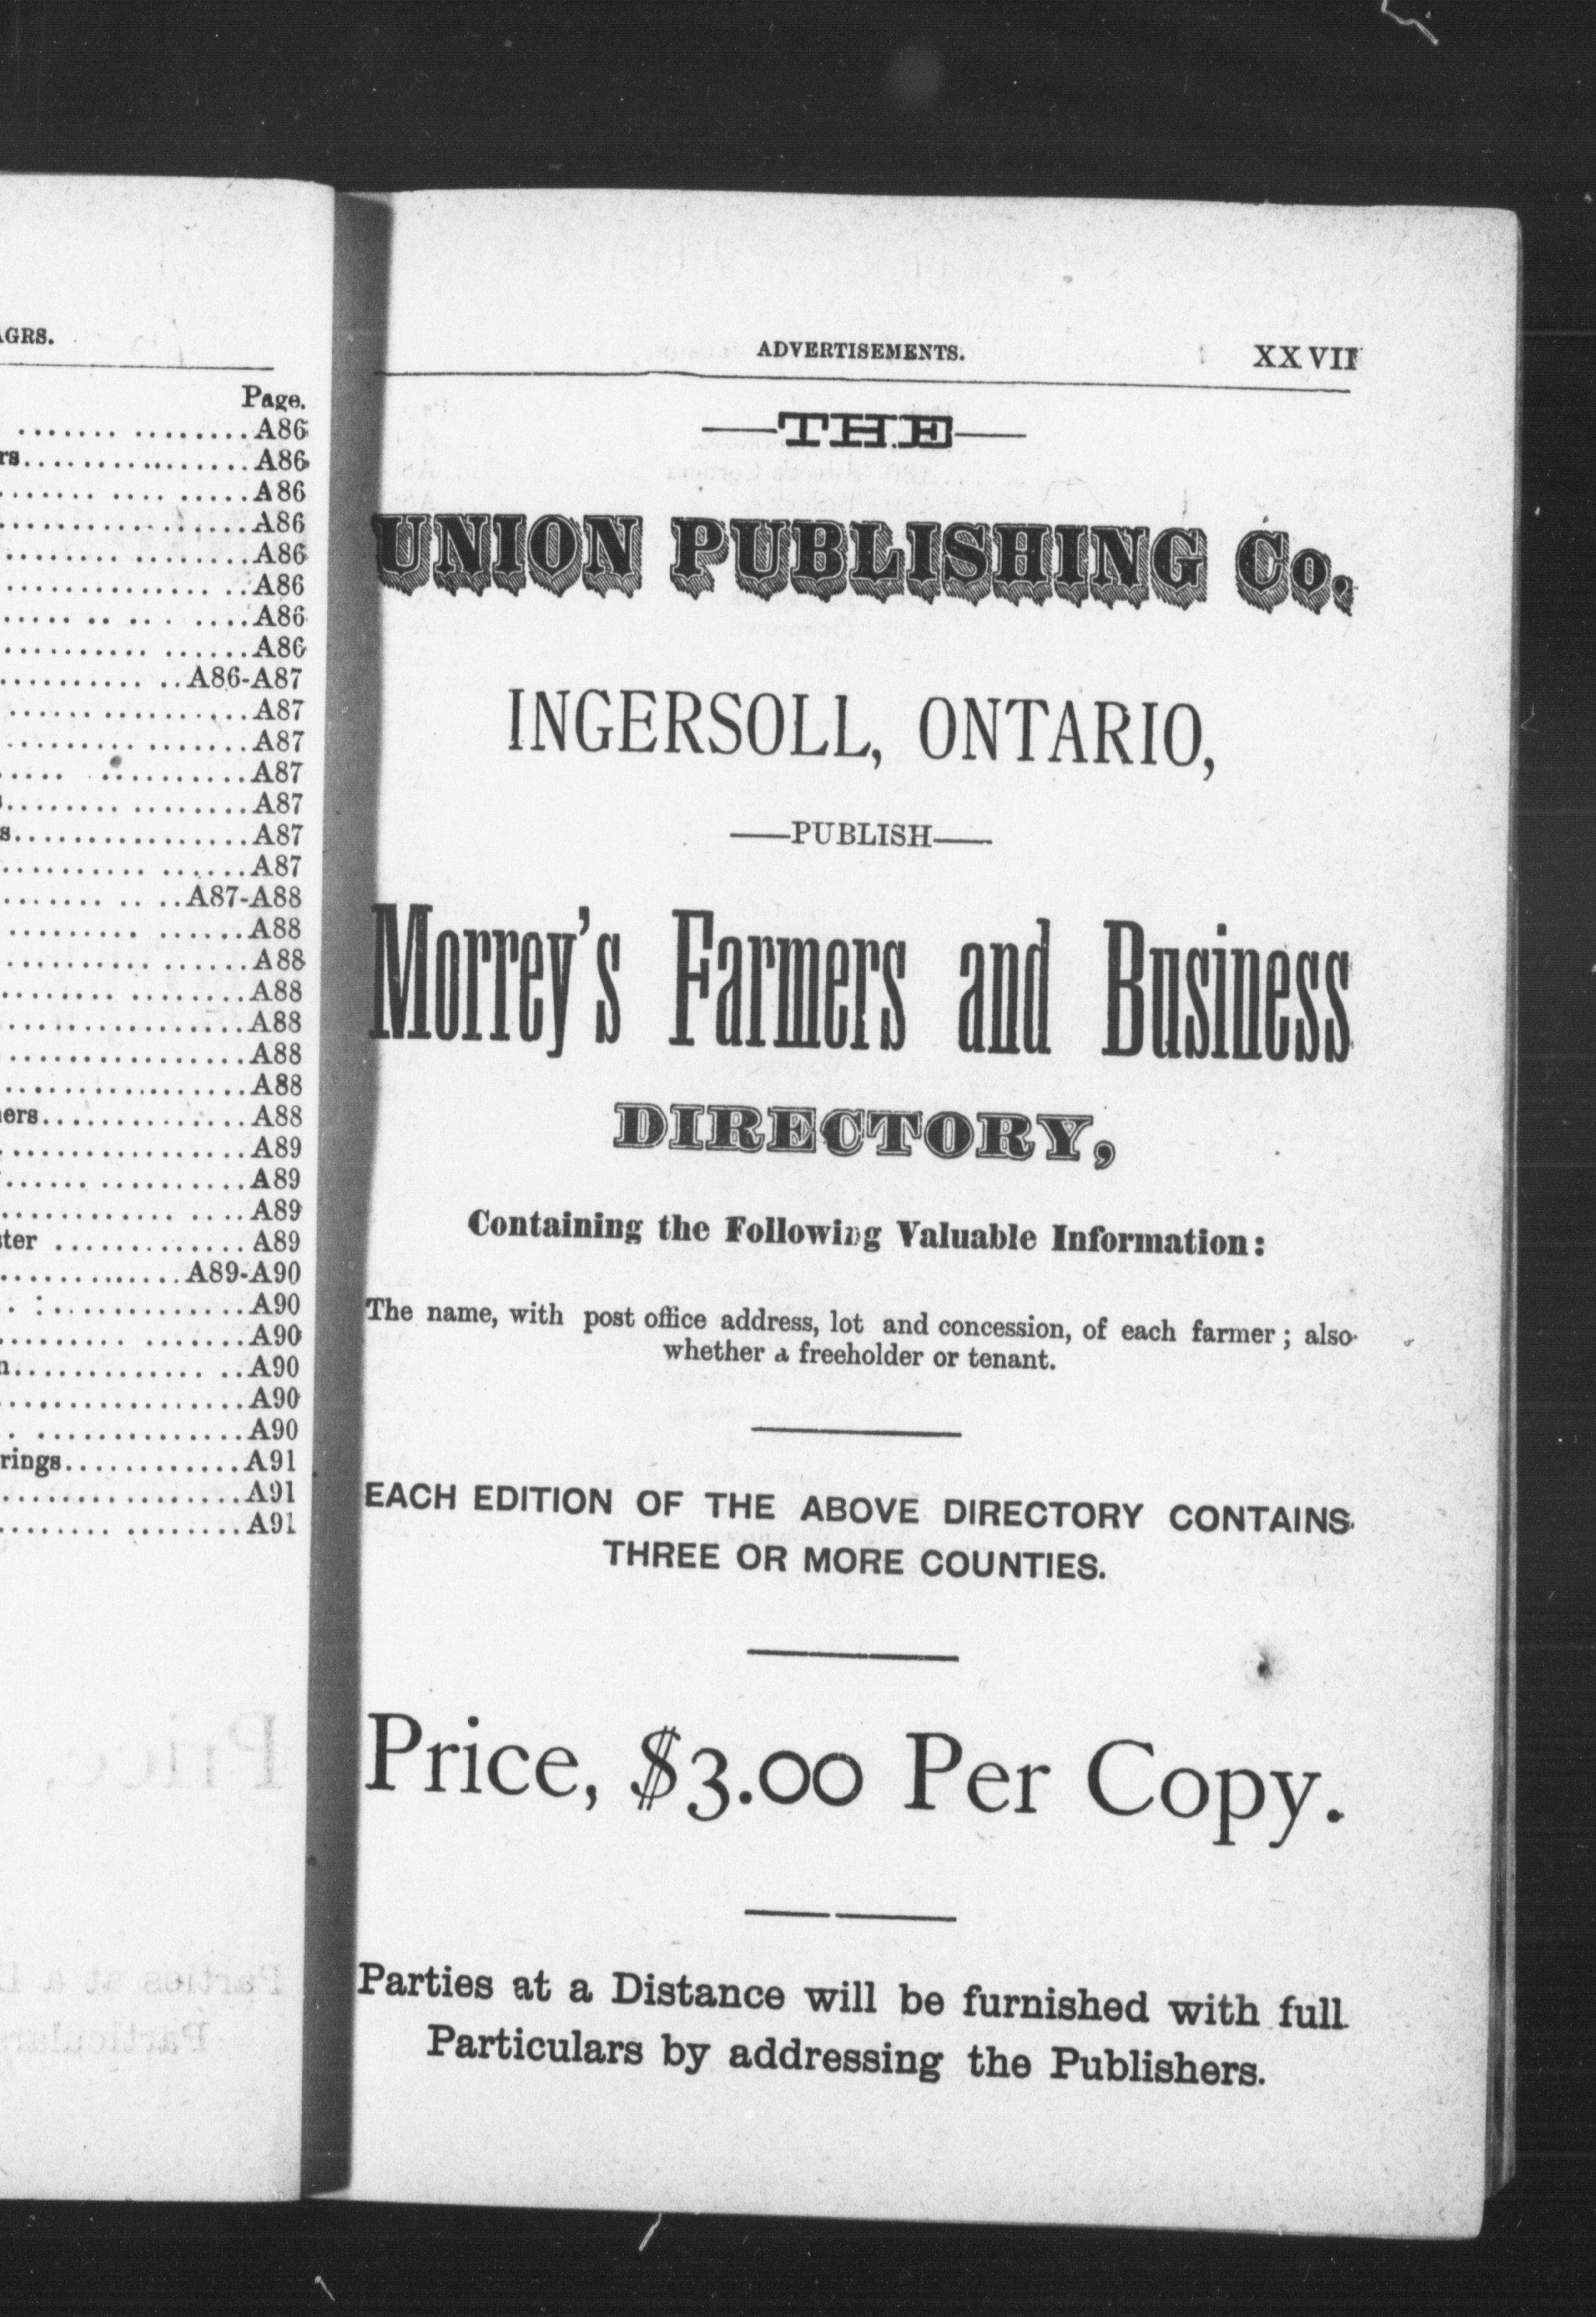 AGRS.
Page.
A86
rs A86
A86
A86
A86
A86
A86
A86
A86-A87
A87
A87
A87
A87
s A87
A87
A87-A88
A88
A88
A88
A88
A88
A88
ers A88
A89
A89
A89
ter A89
A89-A90
A90
A90
n A90
A90
A90
rings A91
A91
A91
ADVERTISEMENTS. XXVII
—THE—
UNION PUBLISHING Co.
INGERSOLL, ONTARIO,
—PUBLISH—
Morrey's Farmers and Business
DIRECTORY,
Containing the Following Valuable Information:
The name, with post office address, lot and concession, of each farmer; also
whether a freeholder or tenant.
EACH EDITION OF THE ABOVE DIRECTORY CONTAINS
THREE OR MORE COUNTIES.
Price, $3.00 Per Copy.
Parties at a Distance will be furnished with full
Particulars by addressing the Publishers.